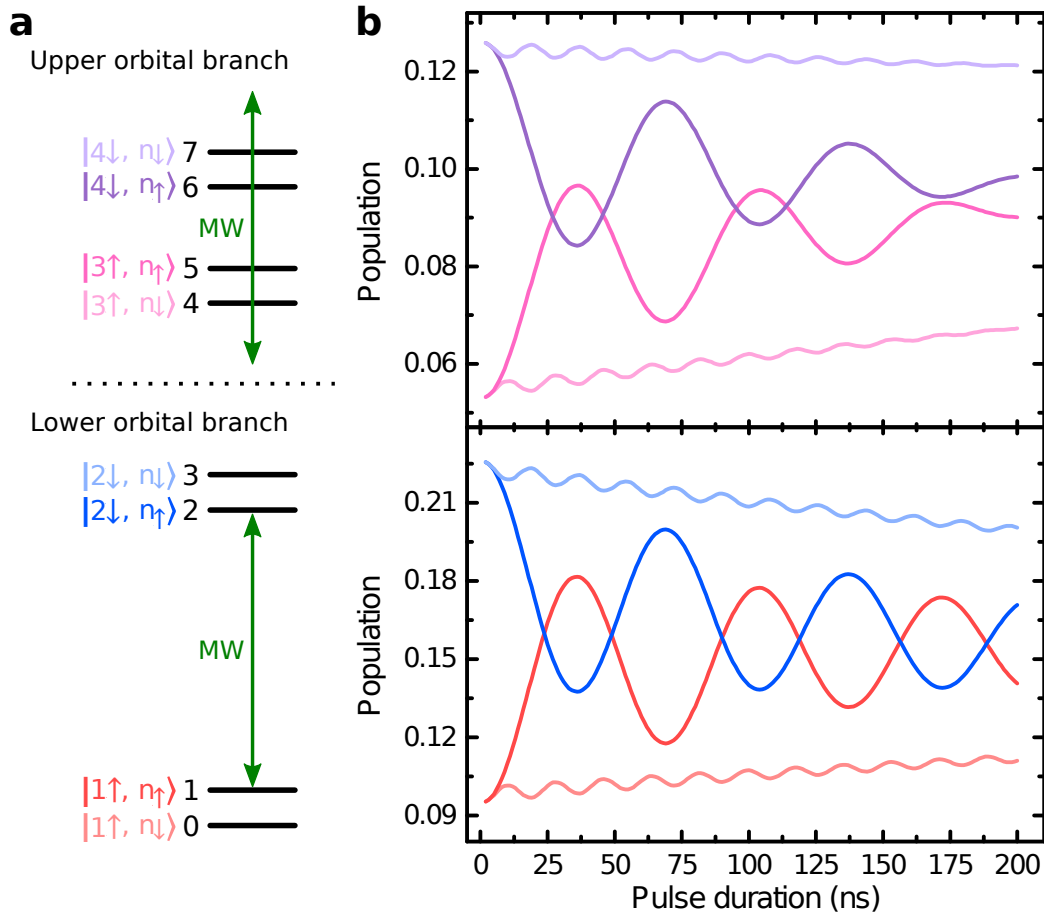 a
Upper orbital branch
|4↓, n↓⟩ 7
|4↓, n↑⟩ 6
MW
|3↑, n↑⟩ 5
|3↑, n↓⟩ 4
Lower orbital branch
|2↓, n↓⟩ 3
|2↓, n↑⟩ 2
MW
|1↑, n↑⟩ 1
|1↑, n↓⟩ 0
b
Population
0.12
0.10
0.08
0.06
Population
0.21
0.18
0.15
0.12
0.09
0 25 50 75 100 125 150 175 200
Pulse duration (ns)